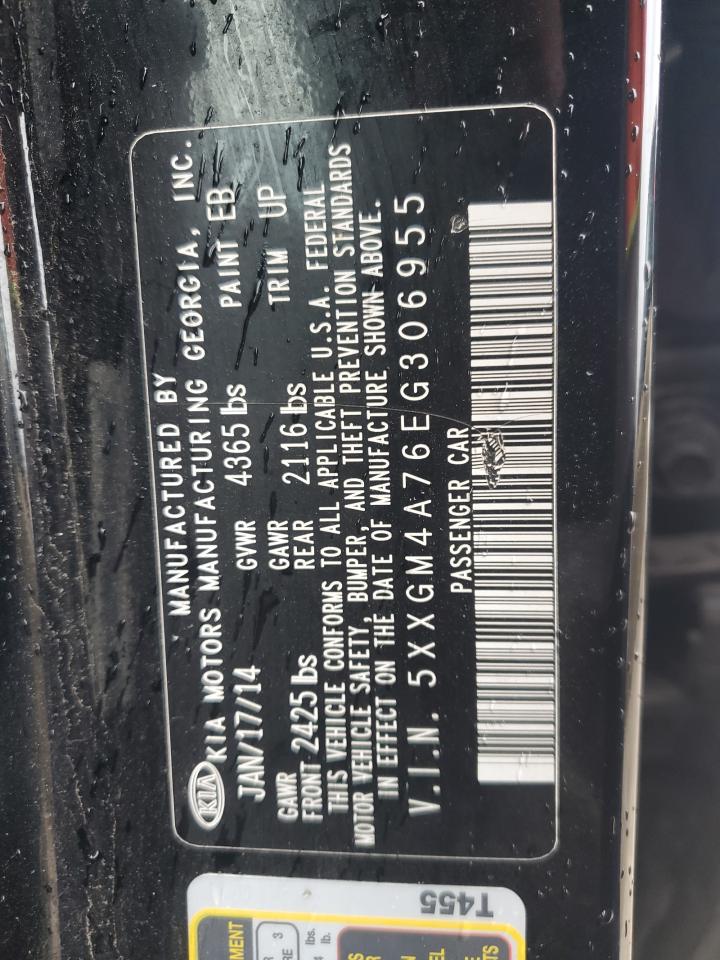 MANUFACTURED BY
KIA KIA MOTORS MANUFACTURING GEORGIA, INC.
JAN/17/14 GVWR 4365 lbs PAINT EB
GAWR FRONT 2425 lbs GAWR REAR 2116 lbs TRIM UP
THIS VEHICLE CONFORMS TO ALL APPLICABLE U.S.A. FEDERAL
MOTOR VEHICLE SAFETY, BUMPER, AND THEFT PREVENTION STANDARDS
IN EFFECT ON THE DATE OF MANUFACTURE SHOWN ABOVE.
V.I.N. 5XXGM4A76EG306955
PASSENGER CAR
T455